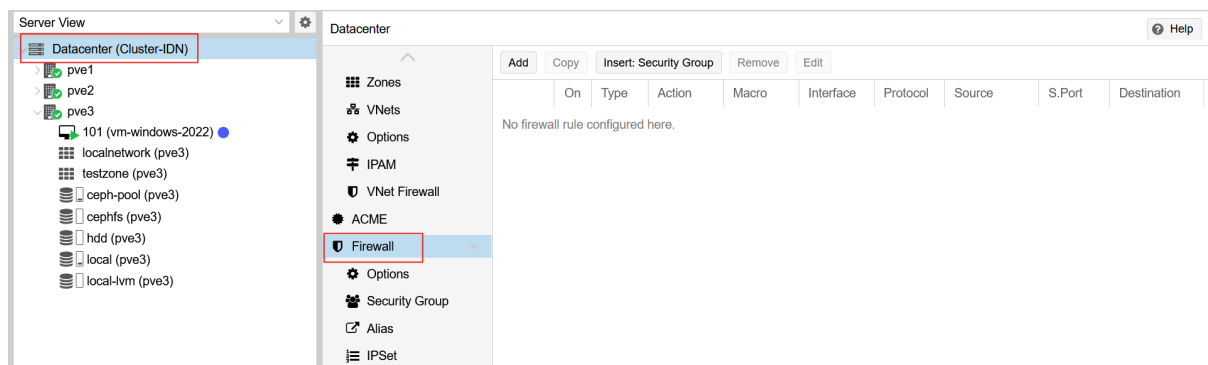 Server View
Datacenter (Cluster-IDN)
pve1
pve2
pve3
101 (vm-windows-2022)
localnetwork (pve3)
testzone (pve3)
ceph-pool (pve3)
cephfs (pve3)
hdd (pve3)
local (pve3)
local-lvm (pve3)
Datacenter
Help
Zones
VNets
Options
IPAM
VNet Firewall
ACME
Firewall
Options
Security Group
Alias
IPSet
Add Copy Insert: Security Group Remove Edit
On Type Action Macro Interface Protocol Source S.Port Destination
No firewall rule configured here.